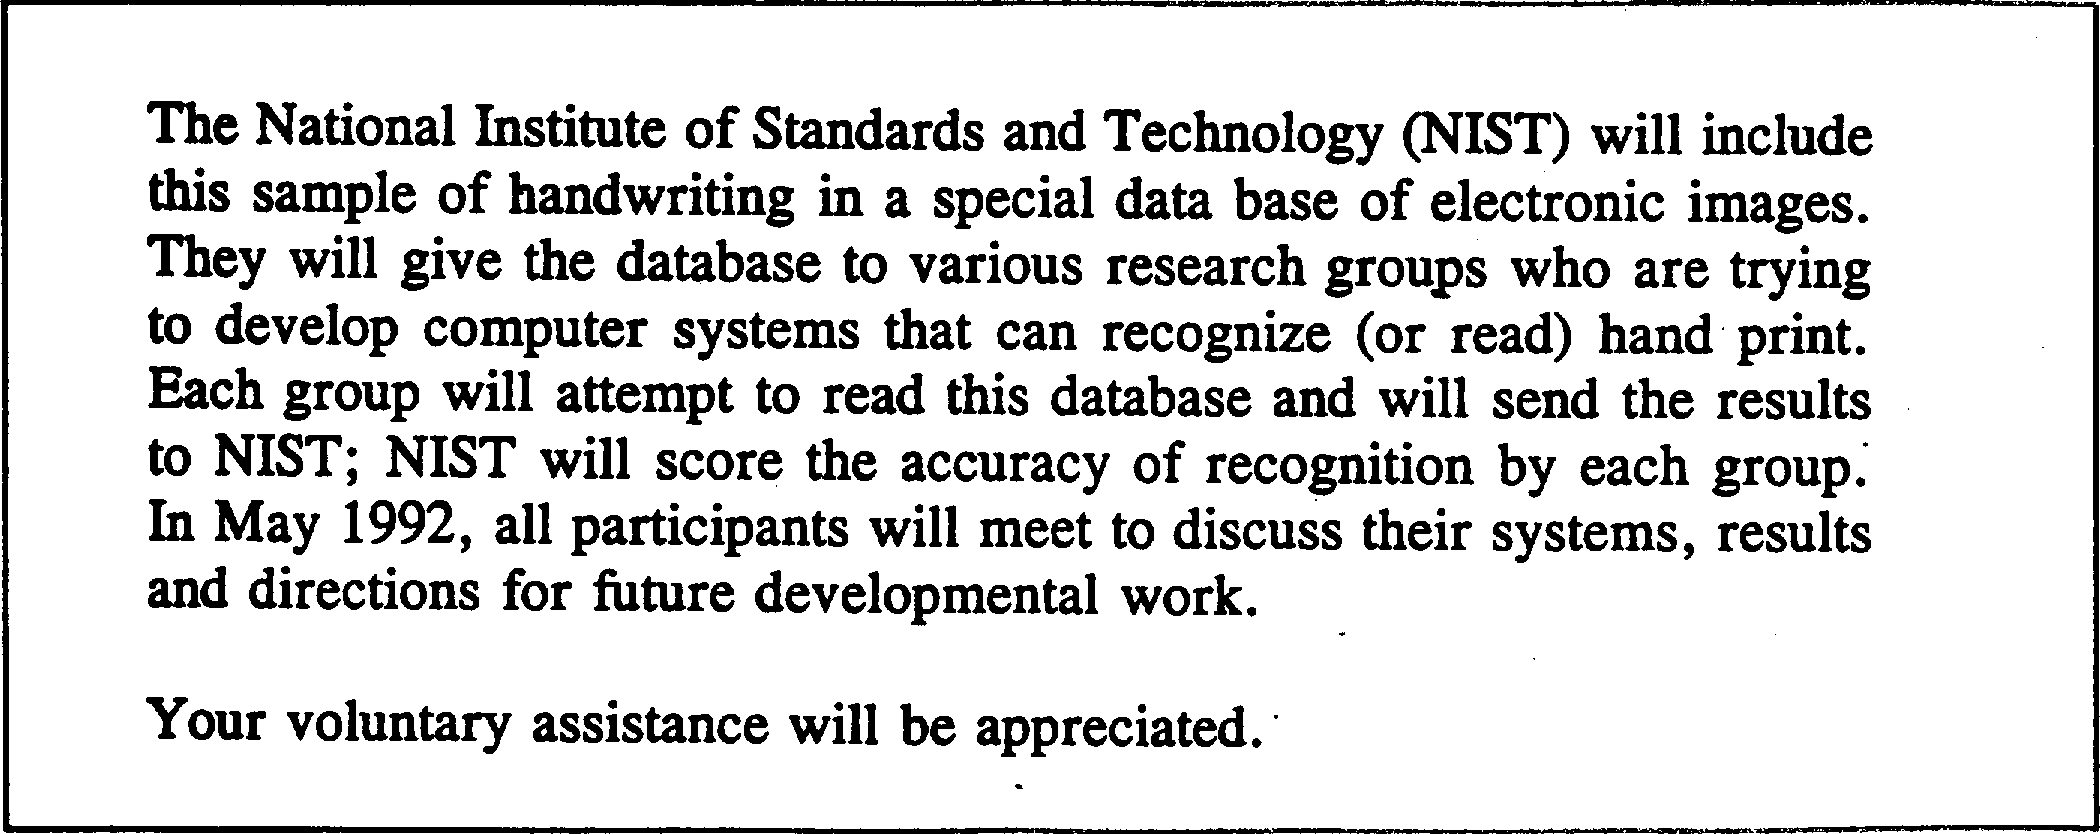 The National Institute of Standards and Technology (NIST) will include
this sample of handwriting in a special data base of electronic images.
They will give the database to various research groups who are trying
to develop computer systems that can recognize (or read) hand print.
Each group will attempt to read this database and will send the results
to NIST; NIST will score the accuracy of recognition by each group.
In May 1992, all participants will meet to discuss their systems, results
and directions for future developmental work.

Your voluntary assistance will be appreciated.